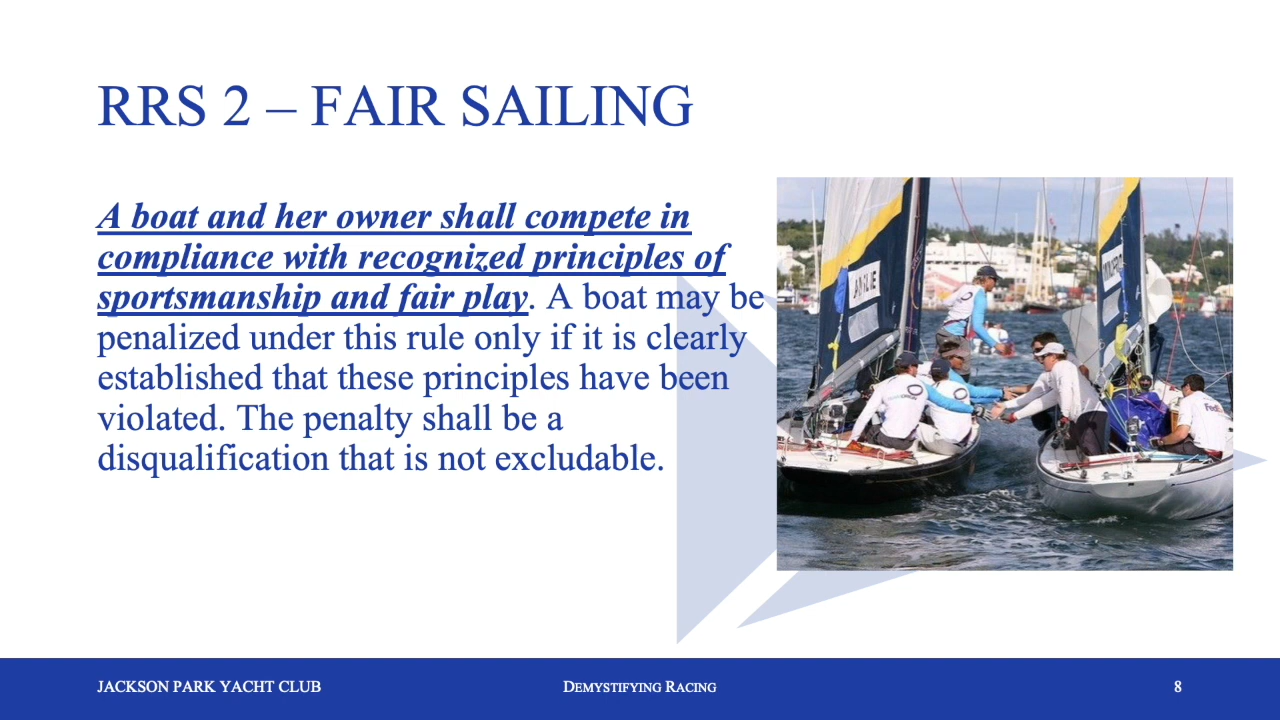 RRS 2 – FAIR SAILING
A boat and her owner shall compete in
compliance with recognized principles of
sportsmanship and fair play. A boat may be
penalized under this rule only if it is clearly
established that these principles have been
violated. The penalty shall be a
disqualification that is not excludable.
JACKSON PARK YACHT CLUB
DEMYSTIFYING RACING
8